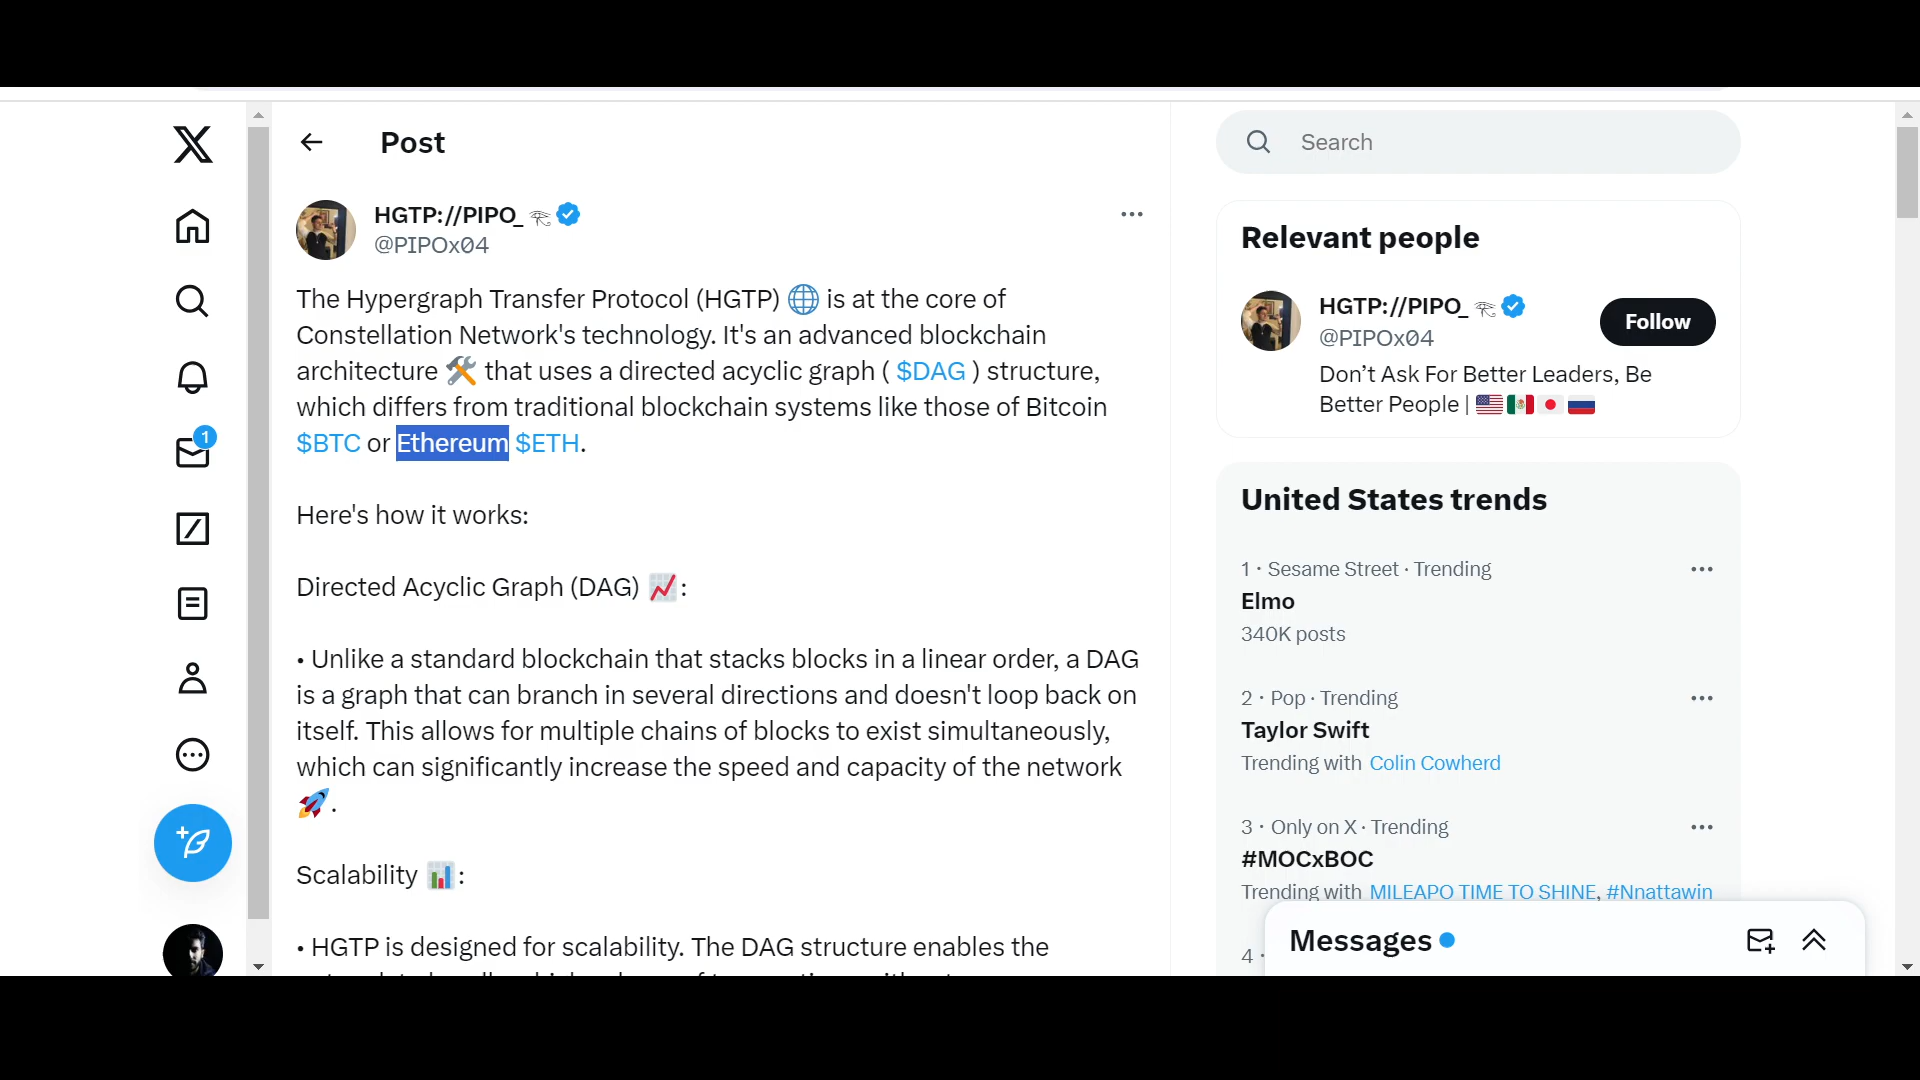 Post
Search
HGTP://PIPO_
@PIPOx04
The Hypergraph Transfer Protocol (HGTP) 🌐 is at the core of
Constellation Network's technology. It's an advanced blockchain
architecture 🛠️ that uses a directed acyclic graph ( $DAG ) structure,
which differs from traditional blockchain systems like those of Bitcoin
$BTC or Ethereum $ETH.
Here's how it works:
Directed Acyclic Graph (DAG) 📈:
• Unlike a standard blockchain that stacks blocks in a linear order, a DAG
is a graph that can branch in several directions and doesn't loop back on
itself. This allows for multiple chains of blocks to exist simultaneously,
which can significantly increase the speed and capacity of the network
🚀.
Scalability 📊:
• HGTP is designed for scalability. The DAG structure enables the
1
Relevant people
HGTP://PIPO_
@PIPOx04
Follow
Don’t Ask For Better Leaders, Be
Better People | 🇺🇸🇲🇽🇯🇵🇷🇺
United States trends
1 · Sesame Street · Trending
Elmo
340K posts
2 · Pop · Trending
Taylor Swift
Trending with Colin Cowherd
3 · Only on X · Trending
#MOCxBOC
Trending with MILEAPO TIME TO SHINE, #Nnattawin
4 ·
Messages